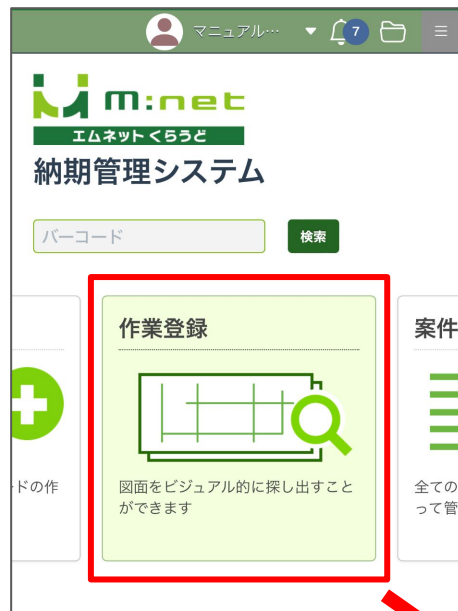 マニュアル…
7
m:net
エムネットくらうど
納期管理システム
バーコード
検索
作業登録
案件
ードの作
図面をビジュアル的に探し出すこと
ができます
全ての
って管